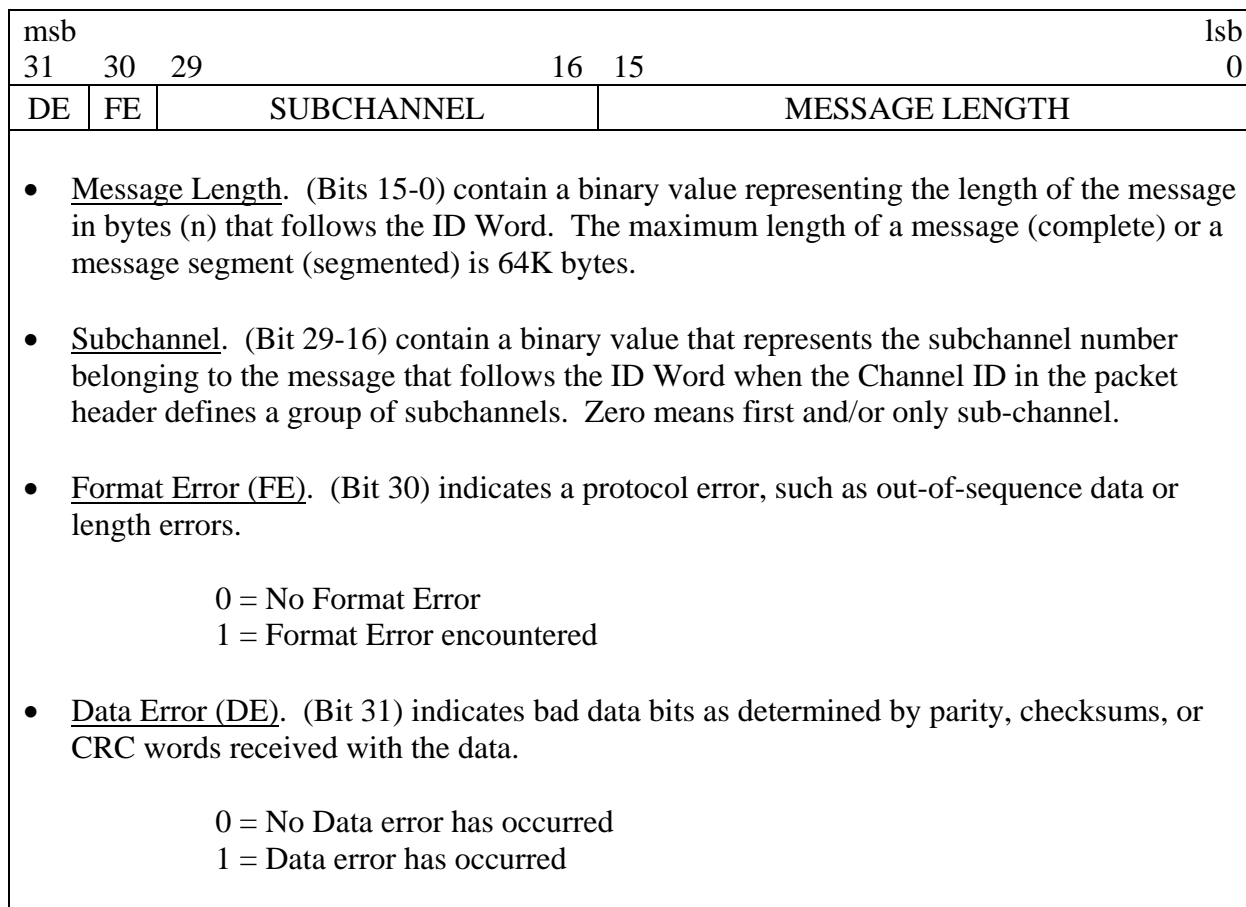 msb lsb
31 30 29 16 15 0
DE FE SUBCHANNEL MESSAGE LENGTH
• Message Length. (Bits 15-0) contain a binary value representing the length of the message
in bytes (n) that follows the ID Word. The maximum length of a message (complete) or a
message segment (segmented) is 64K bytes.
• Subchannel. (Bit 29-16) contain a binary value that represents the subchannel number
belonging to the message that follows the ID Word when the Channel ID in the packet
header defines a group of subchannels. Zero means first and/or only sub-channel.
• Format Error (FE). (Bit 30) indicates a protocol error, such as out-of-sequence data or
length errors.
0 = No Format Error
1 = Format Error encountered
• Data Error (DE). (Bit 31) indicates bad data bits as determined by parity, checksums, or
CRC words received with the data.
0 = No Data error has occurred
1 = Data error has occurred